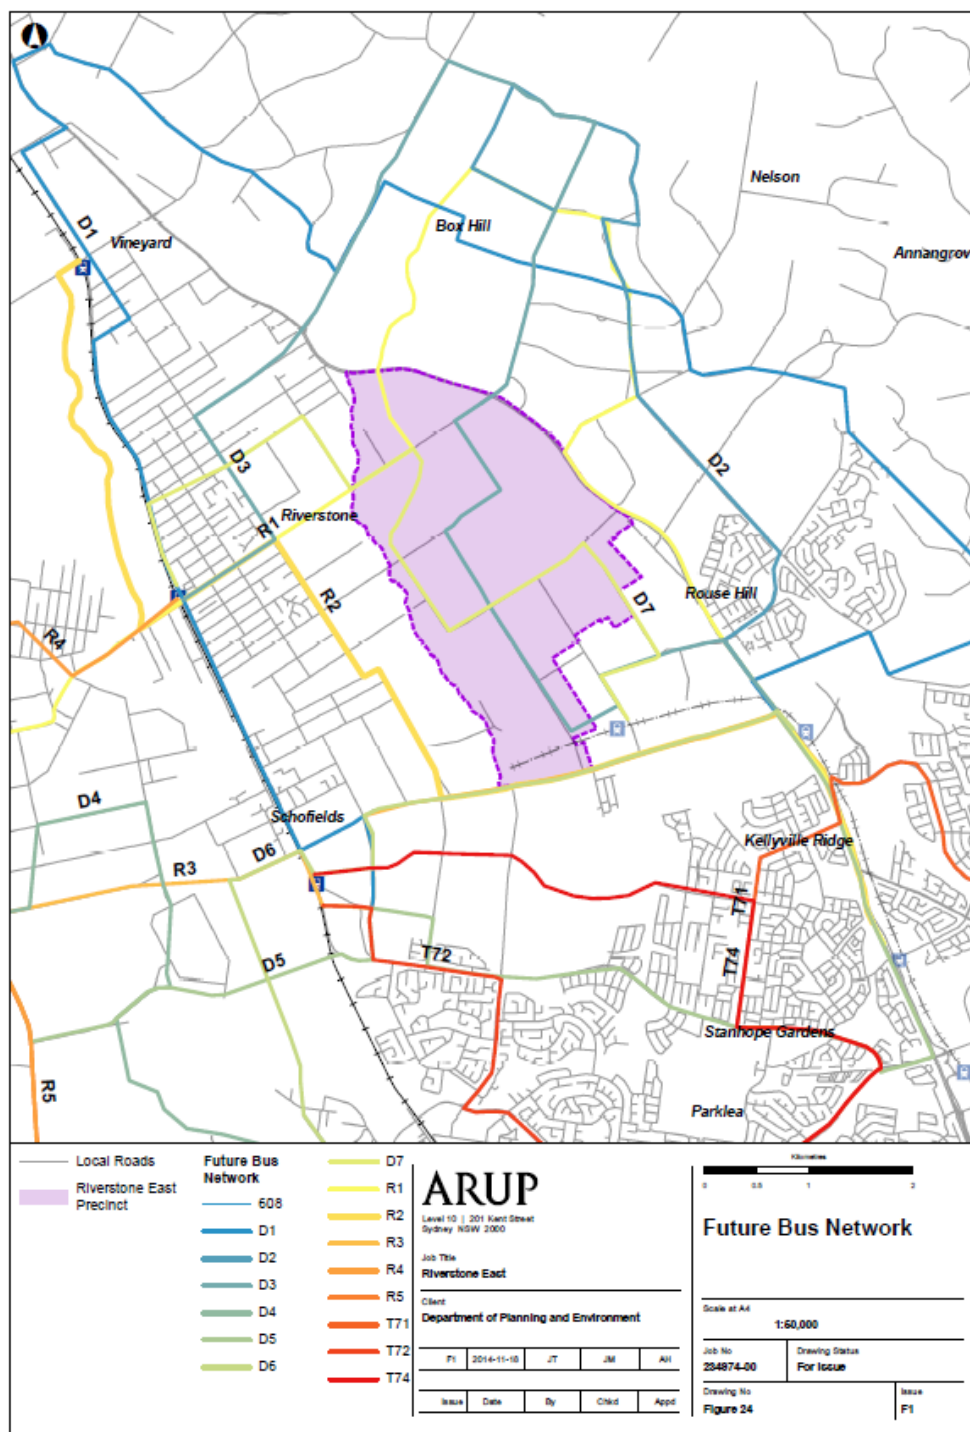 Nelson
Box Hill
D1
Vineyard
Annangrov
D3
D2
R1
Riverstone
R2
Rouse Hill
D7
R4
D4
Schofields
Kellyville Ridge
D6
R3
T71
T72
T74
D5
Stanhope Gardens
R5
Parklea
Local Roads
Riverstone East
Precinct
Future Bus
Network
608
D1
D2
D3
D4
D5
D6
D7
R1
R2
R3
R4
R5
T71
T72
T74
ARUP
Level 10 | 201 Kent Street
Sydney NSW 2000
Job Title
Riverstone East
Client
Department of Planning and Environment
F1 2014-11-18 JT JM AH
Issue Date By Chkd Appd
Kilometres
0 0.5 1 2
Future Bus Network
Scale at A4
1:50,000
Job No
234974-00
Drawing Status
For Issue
Drawing No
Figure 24
Issue
F1